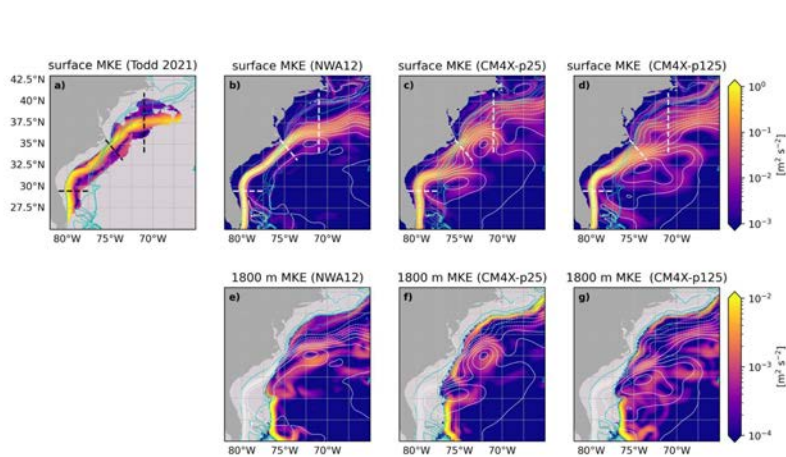 surface MKE (Todd 2021)
surface MKE (NWA12)
surface MKE (CM4X-p25)
surface MKE (CM4X-p125)
42.5°N
40°N
37.5°N
35°N
32.5°N
30°N
27.5°N
a)
b)
c)
d)
10⁰
10⁻¹
10⁻²
10⁻³
[m² s⁻²]
80°W 75°W 70°W
80°W 75°W 70°W
80°W 75°W 70°W
80°W 75°W 70°W
1800 m MKE (NWA12)
1800 m MKE (CM4X-p25)
1800 m MKE (CM4X-p125)
e)
f)
g)
10⁻²
10⁻³
10⁻⁴
[m² s⁻²]
80°W 75°W 70°W
80°W 75°W 70°W
80°W 75°W 70°W